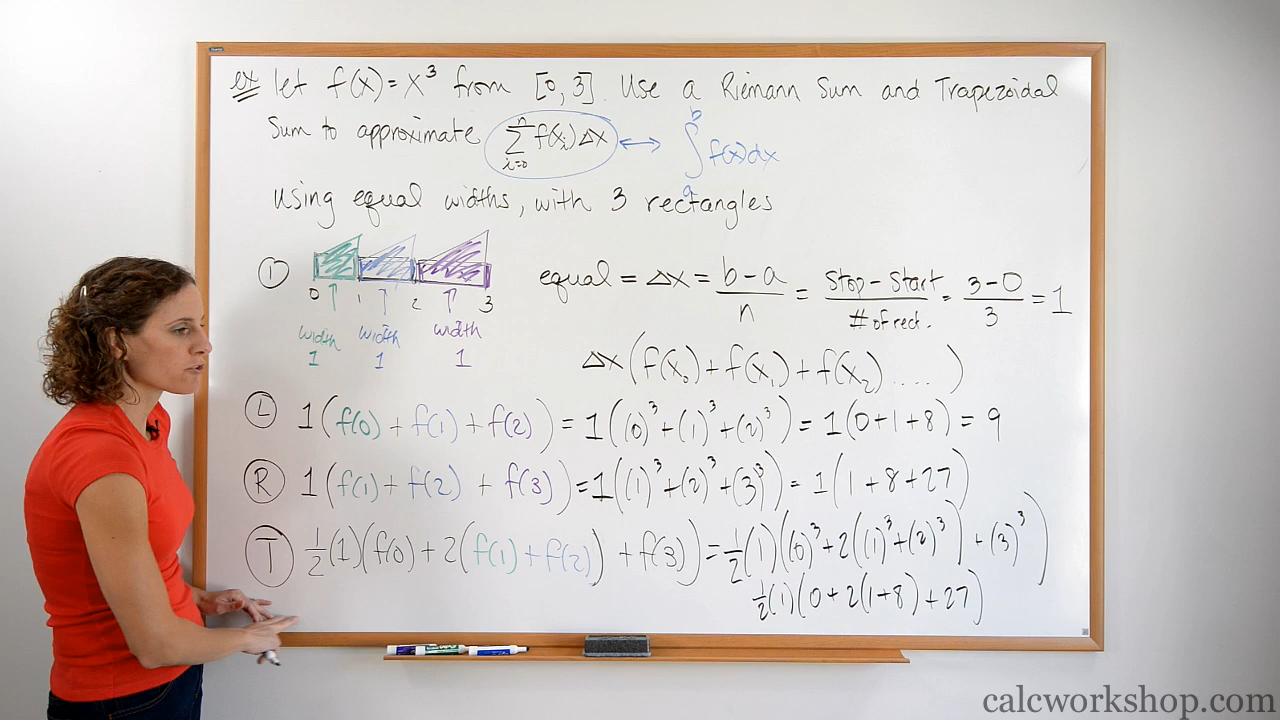 ex let f(x) = x³ from [0, 3]. Use a Riemann Sum and Trapezoidal
Sum to approximate ∑ᵢ₌₀ⁿ f(xᵢ)Δx ↔ ∫ₐᵇ f(x)dx
Using equal widths, with 3 rectangles
① 0 ↑ 1 ↑ 2 ↑ 3
width width width
1 1 1
equal = Δx = (b-a)/n = (stop - start)/(# of rect.) = (3-0)/3 = 1
Δx(f(x₀) + f(x₁) + f(x₂) .... )
Ⓛ 1(f(0) + f(1) + f(2)) = 1((0)³+(1)³+(2)³) = 1(0+1+8) = 9
Ⓡ 1(f(1) + f(2) + f(3)) = 1((1)³+(2)³+(3³)) = 1(1+8+27)
Ⓣ ½(1)(f(0) + 2(f(1) + f(2)) + f(3)) = ½(1)((0)³+2((1)³+(2)³)+(3)³)
½(1)(0+2(1+8)+27)
calcworkshop.com